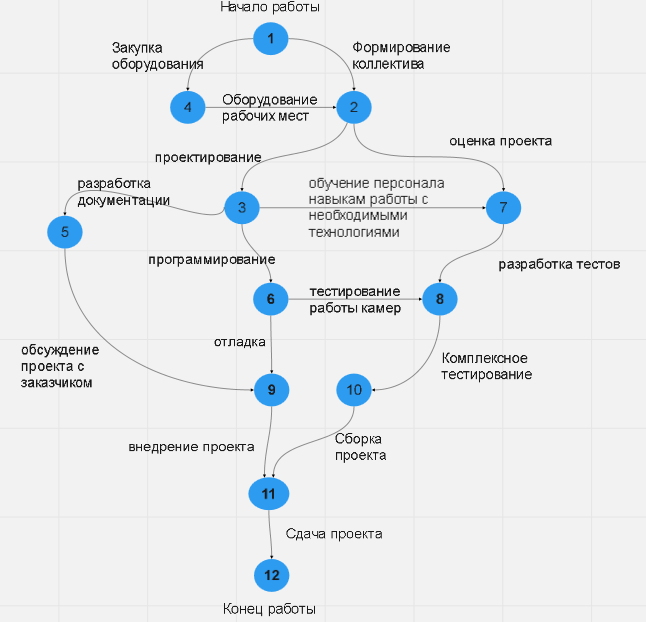 Начало работы
1
Закупка
оборудования
Формирование
коллектива
4
Оборудование
рабочих мест
2
оценка проекта
проектирование
разработка
документации
обучение персонала
навыкам работы с
необходимыми
технологиями
3
7
5
программирование
разработка тестов
6
тестирование
работы камер
8
отладка
обсуждение
проекта с
заказчиком
Комплексное
тестирование
9
10
внедрение проекта
Сборка
проекта
11
Сдача проекта
12
Конец работы